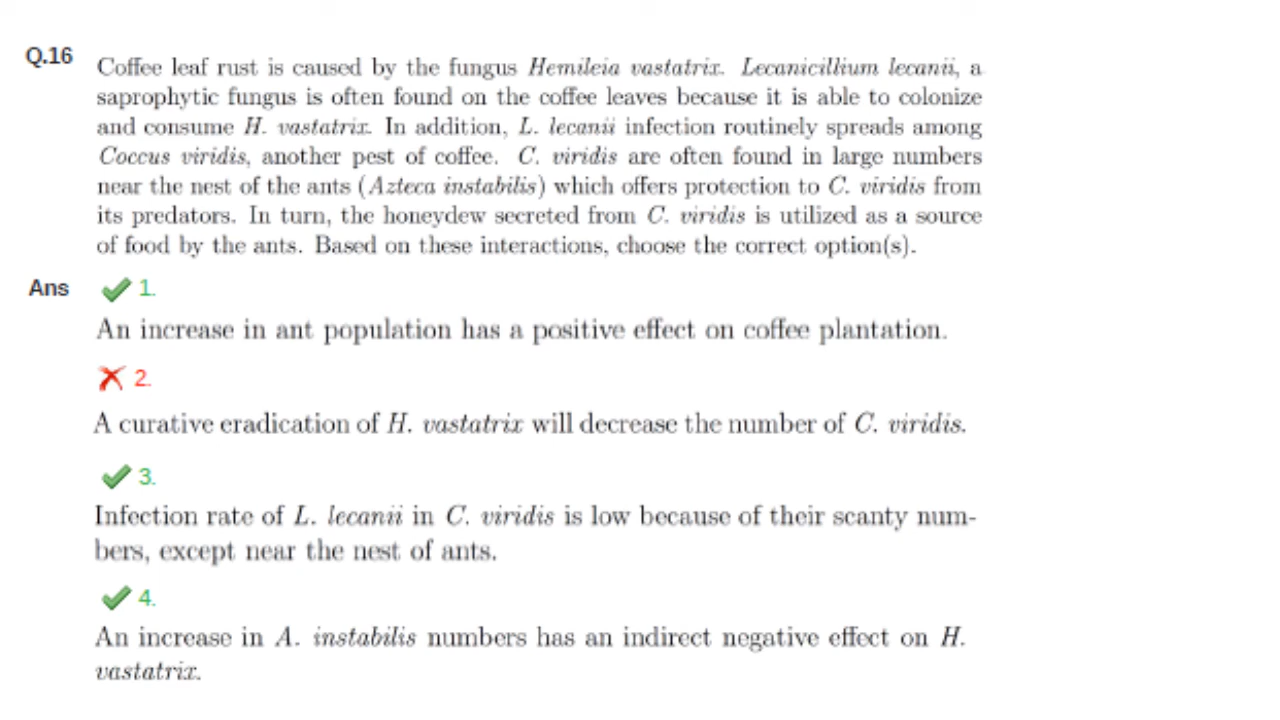 Q.16
Coffee leaf rust is caused by the fungus Hemileia vastatrix. Lecanicillium lecanii, a
saprophytic fungus is often found on the coffee leaves because it is able to colonize
and consume H. vastatrix. In addition, L. lecanii infection routinely spreads among
Coccus viridis, another pest of coffee. C. viridis are often found in large numbers
near the nest of the ants (Azteca instabilis) which offers protection to C. viridis from
its predators. In turn, the honeydew secreted from C. viridis is utilized as a source
of food by the ants. Based on these interactions, choose the correct option(s).
Ans 1.
An increase in ant population has a positive effect on coffee plantation.
2.
A curative eradication of H. vastatrix will decrease the number of C. viridis.
3.
Infection rate of L. lecanii in C. viridis is low because of their scanty num-
bers, except near the nest of ants.
4.
An increase in A. instabilis numbers has an indirect negative effect on H.
vastatrix.